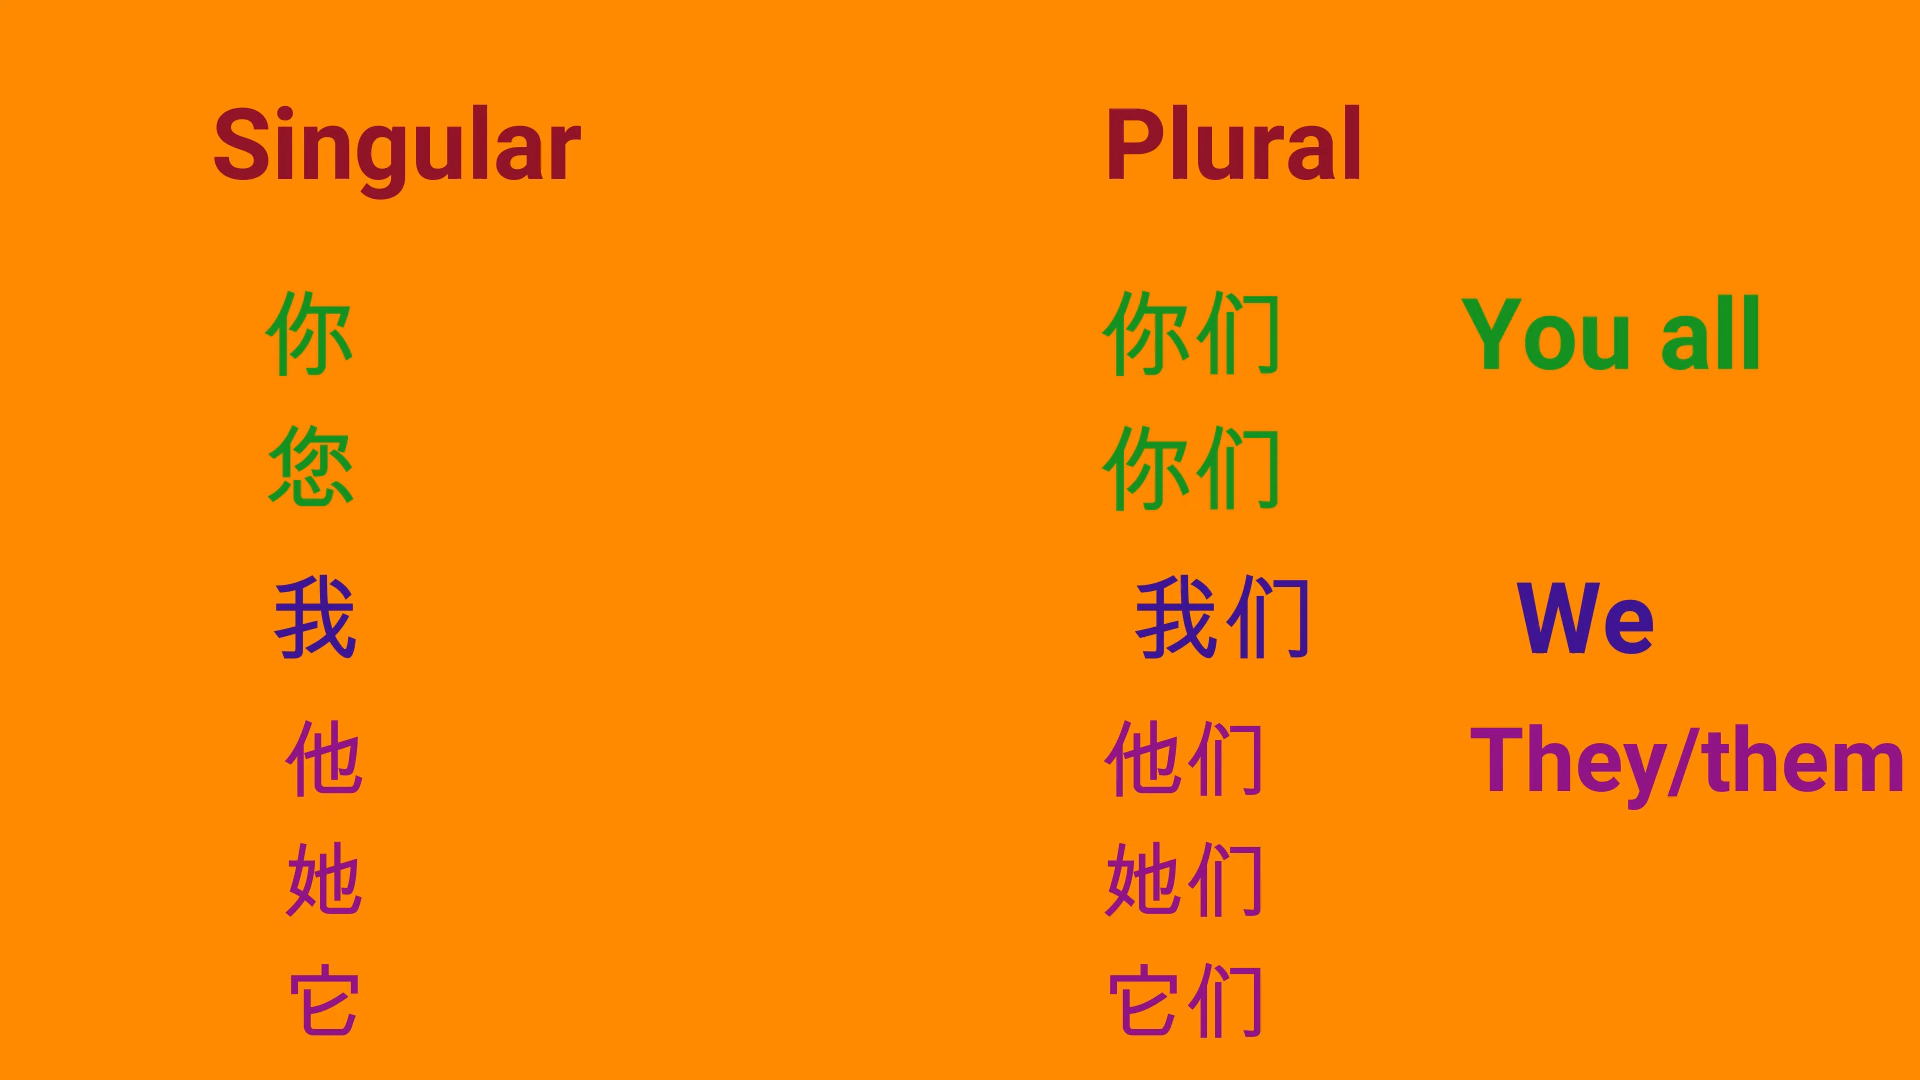 Singular Plural
你 你们 You all
您 你们
我 我们 We
他 他们 They/them
她 她们
它 它们